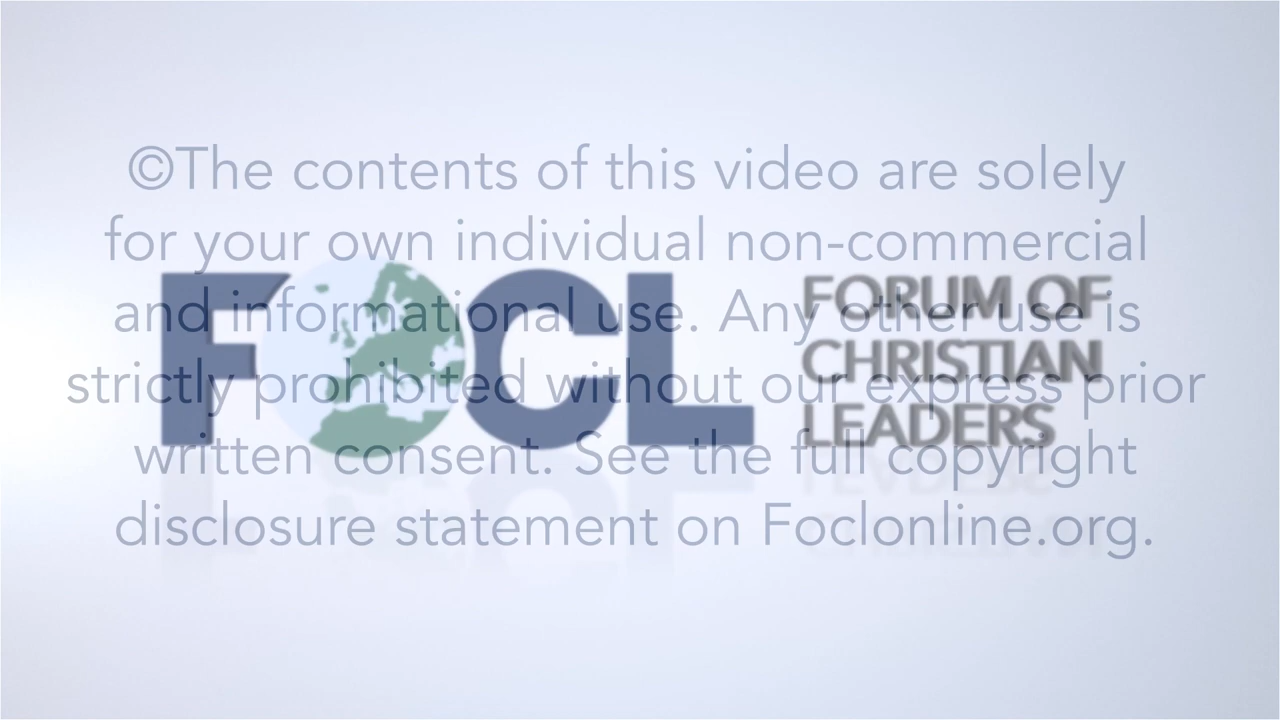 ©The contents of this video are solely
for your own individual non-commercial
and informational use. Any other use is
strictly prohibited without our express prior
written consent. See the full copyright
disclosure statement on Foclonline.org.
FOCL
FORUM OF
CHRISTIAN
LEADERS